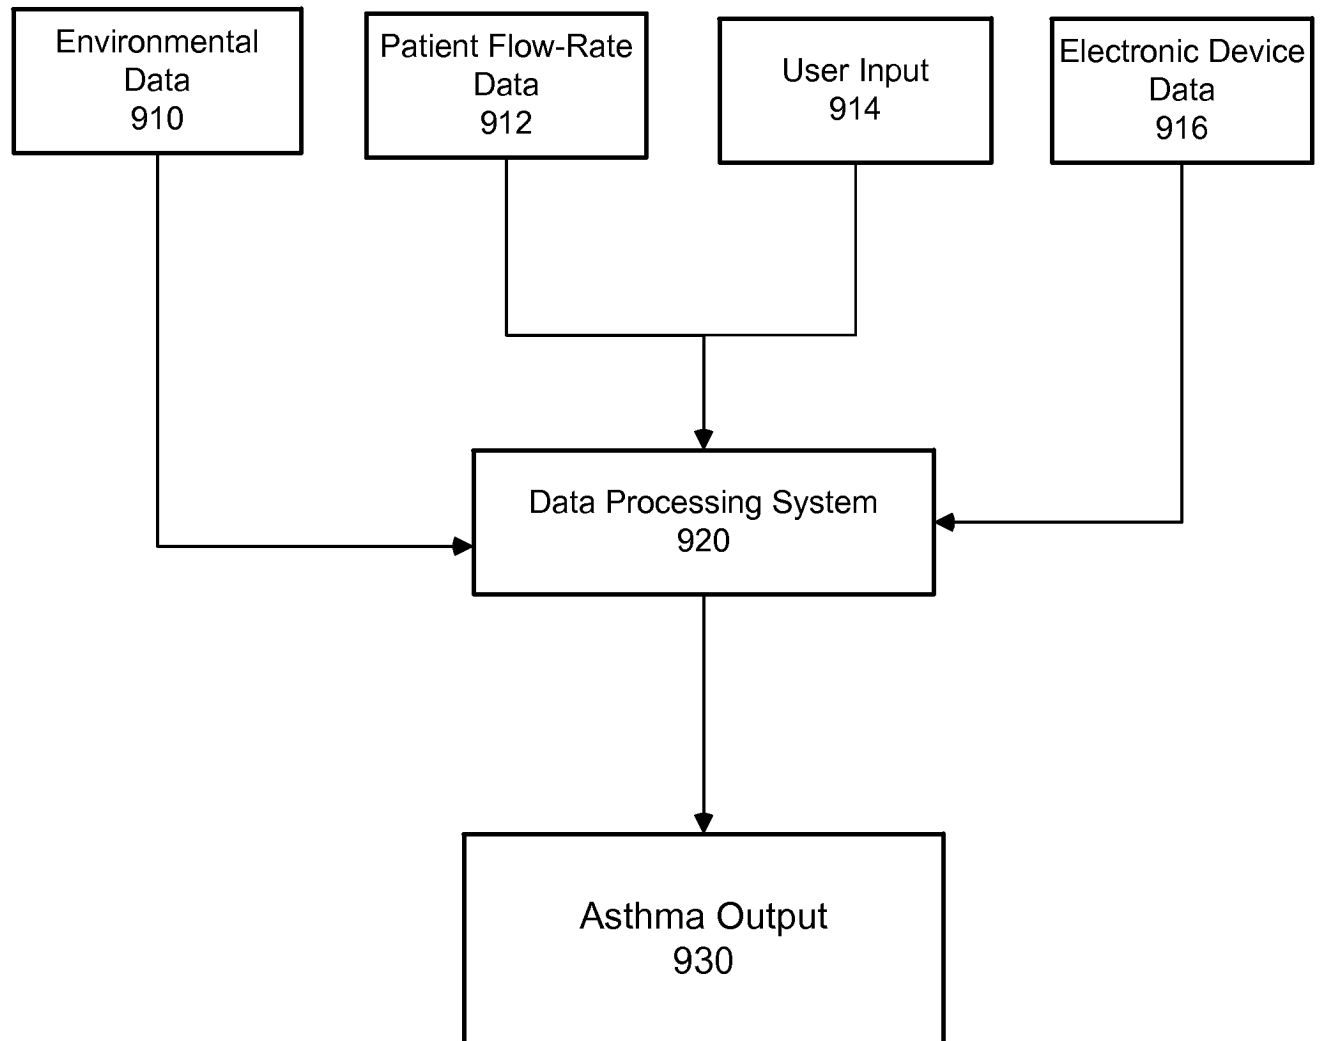 Environmental
Data
910
Patient Flow-Rate
Data
912
User Input
914
Electronic Device
Data
916
Data Processing System
920
Asthma Output
930